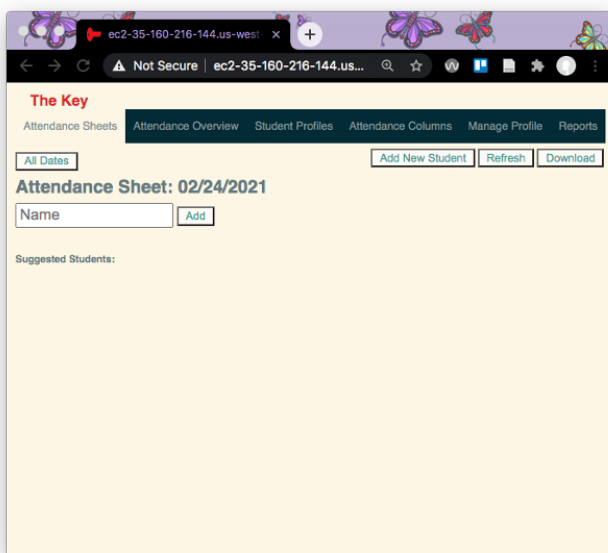 ec2-35-160-216-144.us-west-
Not Secure | ec2-35-160-216-144.us...
The Key
Attendance Sheets Attendance Overview Student Profiles Attendance Columns Manage Profile Reports
All Dates Add New Student Refresh Download
Attendance Sheet: 02/24/2021
Name Add
Suggested Students: